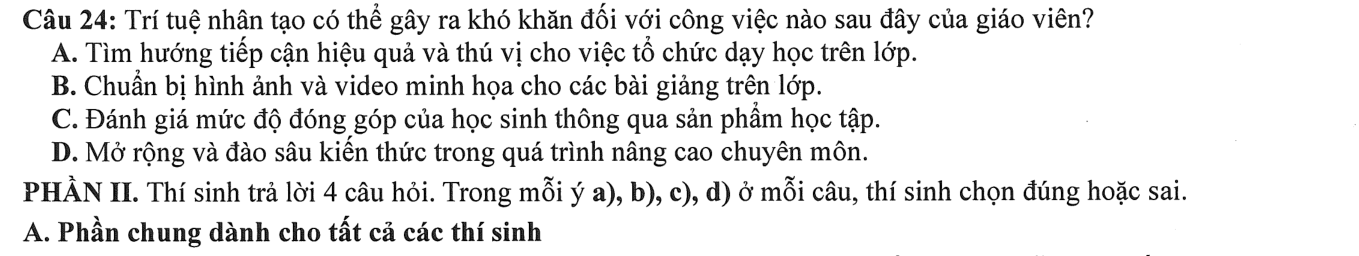 Câu 24: Trí tuệ nhân tạo có thể gây ra khó khăn đối với công việc nào sau đây của giáo viên?
A. Tìm hướng tiếp cận hiệu quả và thú vị cho việc tổ chức dạy học trên lớp.
B. Chuẩn bị hình ảnh và video minh họa cho các bài giảng trên lớp.
C. Đánh giá mức độ đóng góp của học sinh thông qua sản phẩm học tập.
D. Mở rộng và đào sâu kiến thức trong quá trình nâng cao chuyên môn.
PHẦN II. Thí sinh trả lời 4 câu hỏi. Trong mỗi ý a), b), c), d) ở mỗi câu, thí sinh chọn đúng hoặc sai.
A. Phần chung dành cho tất cả các thí sinh